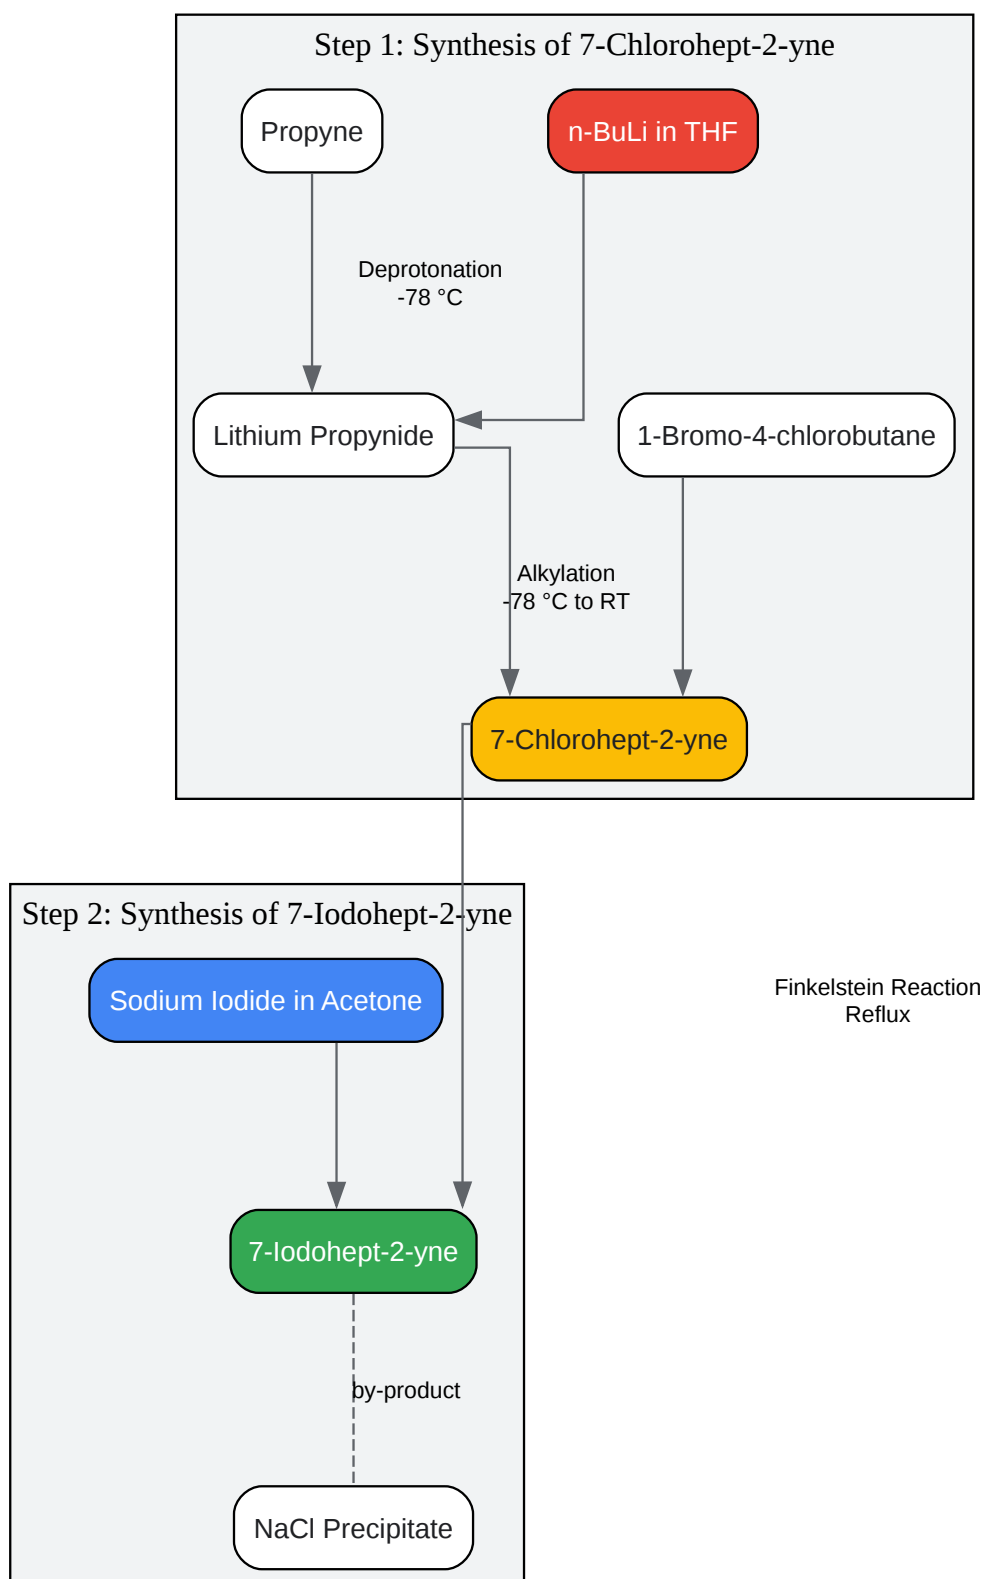 Step 1: Synthesis of 7-Chlorohept-2-yne
Propyne
n-BuLi in THF
Deprotonation
-78 °C
Lithium Propynide
1-Bromo-4-chlorobutane
Alkylation
-78 °C to RT
7-Chlorohept-2-yne
Step 2: Synthesis of 7-Iodohept-2-yne
Sodium Iodide in Acetone
Finkelstein Reaction
Reflux
7-Iodohept-2-yne
by-product
NaCl Precipitate